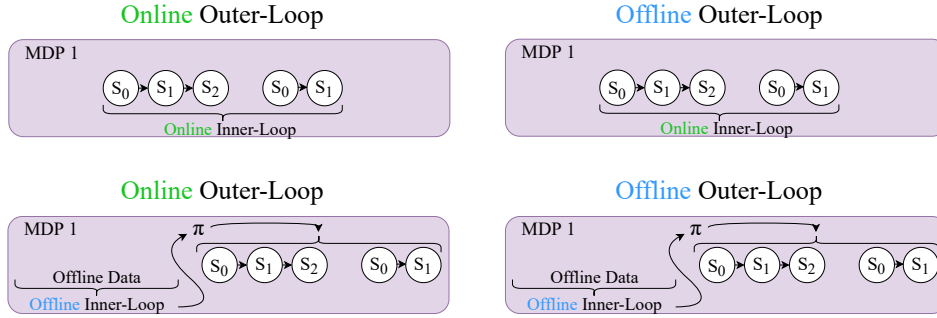 Online Outer-Loop
MDP 1
S0 S1 S2 S0 S1
Online Inner-Loop
Offline Outer-Loop
MDP 1
S0 S1 S2 S0 S1
Online Inner-Loop
Online Outer-Loop
MDP 1
π
S0 S1 S2 S0 S1
Offline Data
Offline Inner-Loop
Offline Outer-Loop
MDP 1
π
S0 S1 S2 S0 S1
Offline Data
Offline Inner-Loop